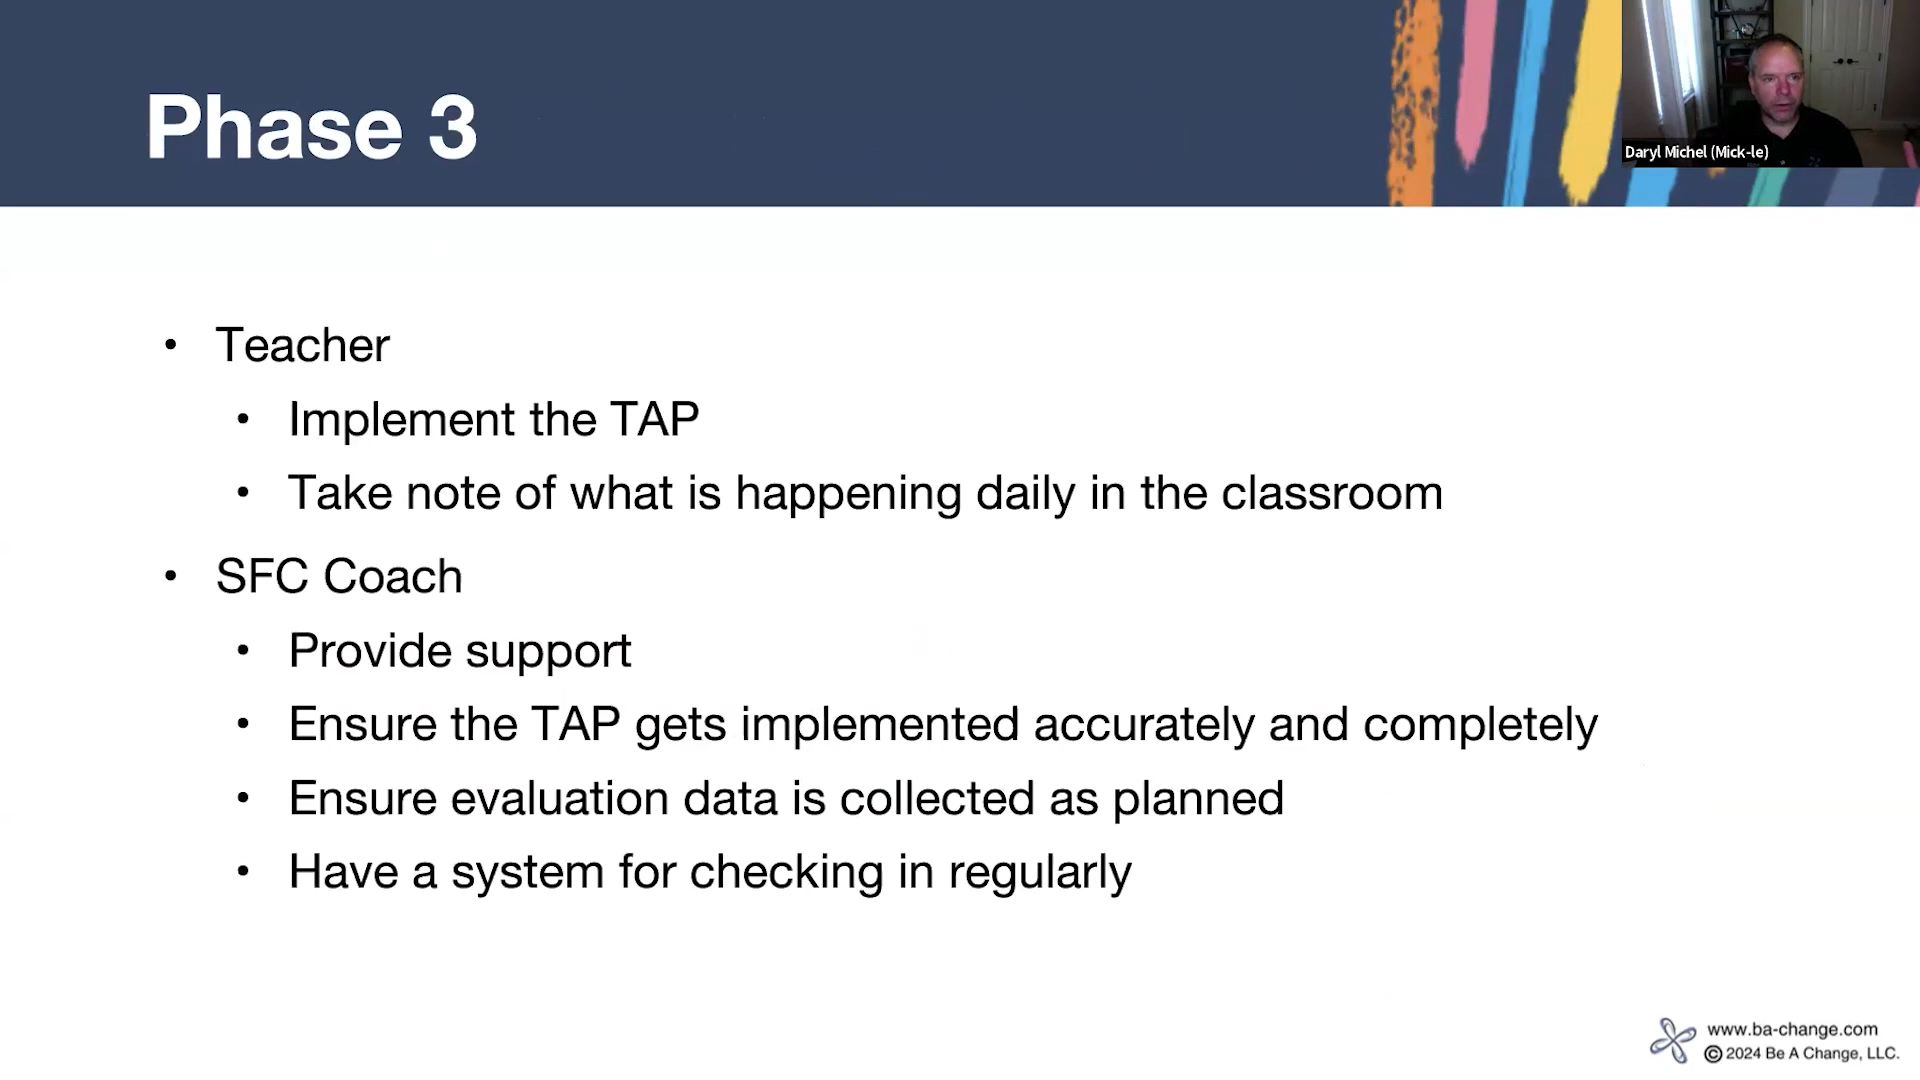 Phase 3
Daryl Michel (Mick-le)
• Teacher
• Implement the TAP
• Take note of what is happening daily in the classroom
• SFC Coach
• Provide support
• Ensure the TAP gets implemented accurately and completely
• Ensure evaluation data is collected as planned
• Have a system for checking in regularly
www.ba-change.com
© 2024 Be A Change, LLC.